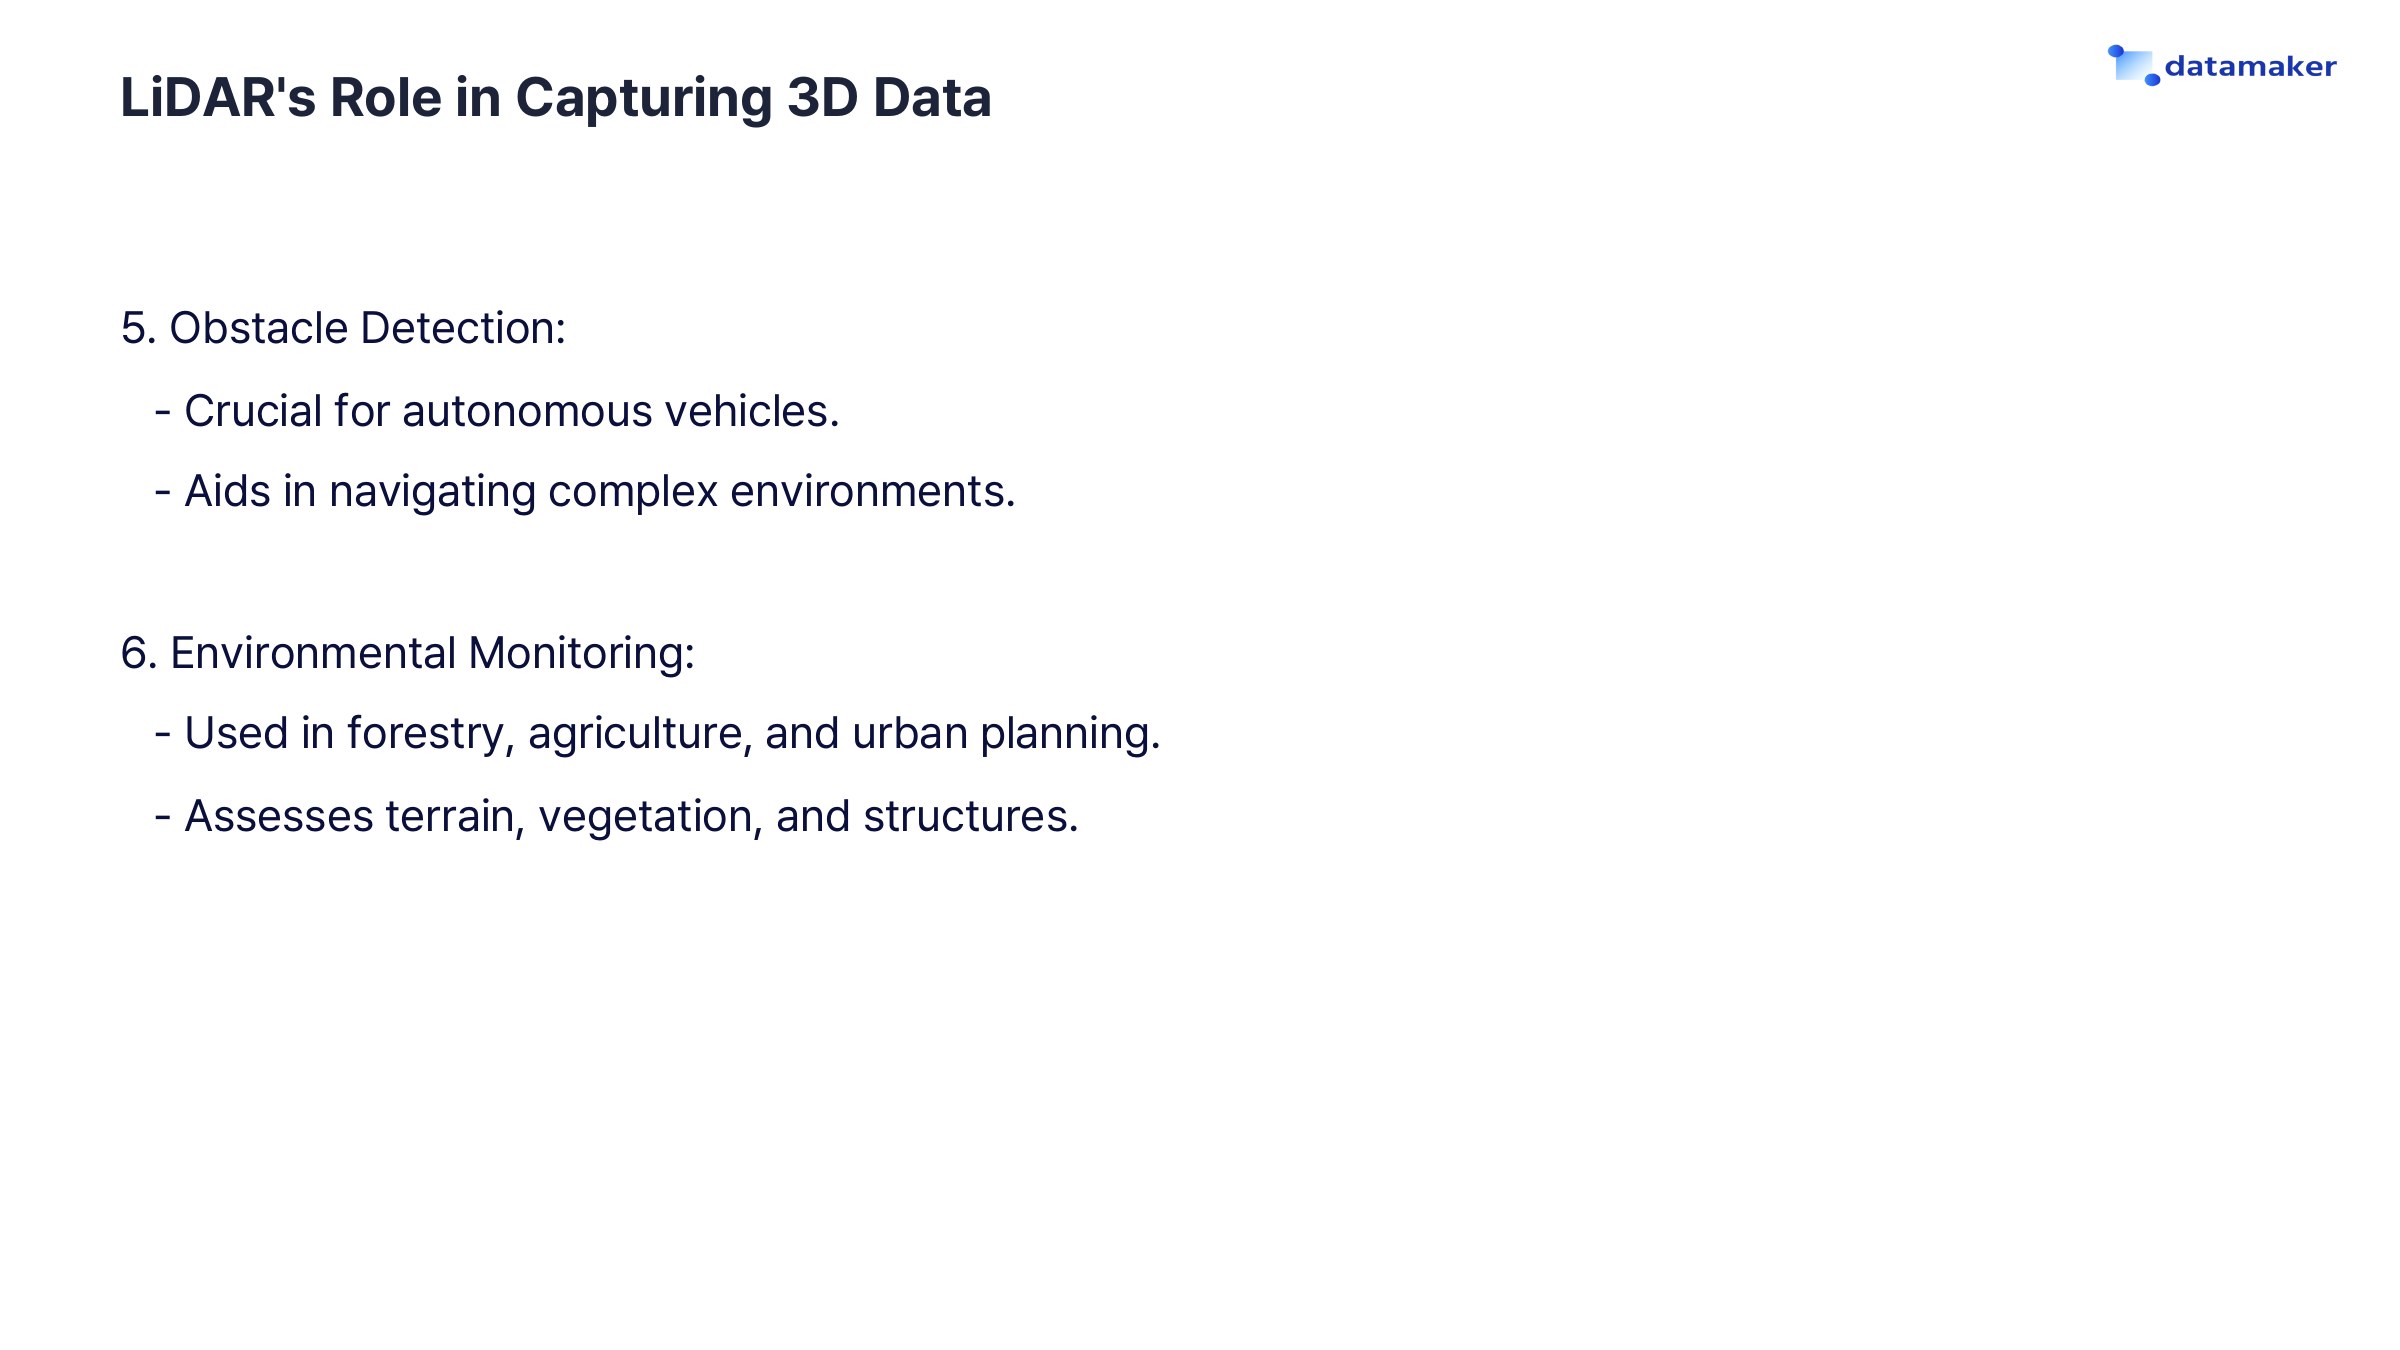 LiDAR's Role in Capturing 3D Data
datamaker
5. Obstacle Detection:
- Crucial for autonomous vehicles.
- Aids in navigating complex environments.
6. Environmental Monitoring:
- Used in forestry, agriculture, and urban planning.
- Assesses terrain, vegetation, and structures.